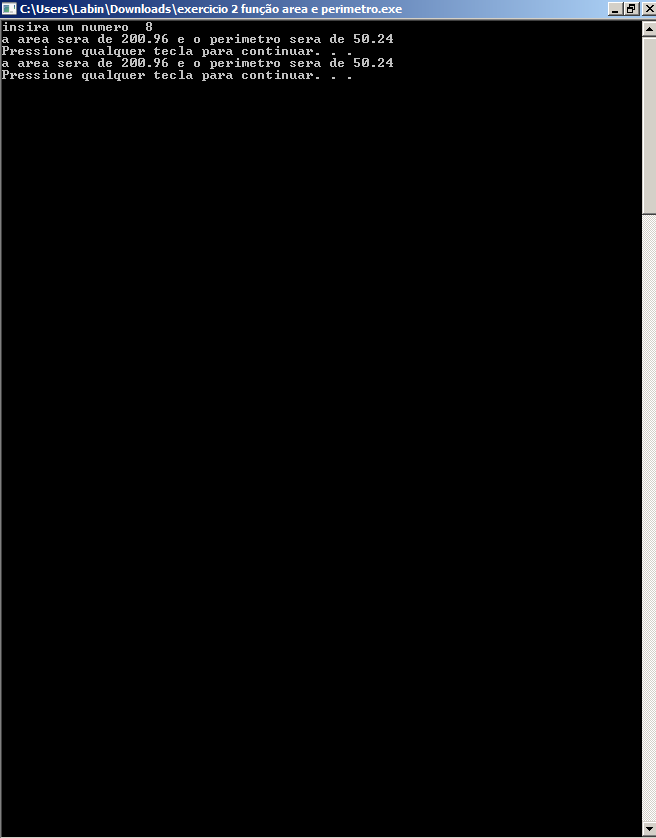 C:\Users\Labin\Downloads\exercicio 2 função area e perimetro.exe
insira um numero  8
a area sera de 200.96 e o perimetro sera de 50.24
Pressione qualquer tecla para continuar. . .
a area sera de 200.96 e o perimetro sera de 50.24
Pressione qualquer tecla para continuar. . .